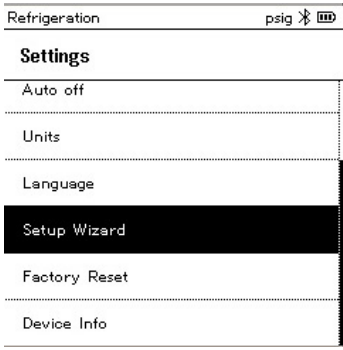 Refrigeration psig
Settings
Auto off
Units
Language
Setup Wizard
Factory Reset
Device Info